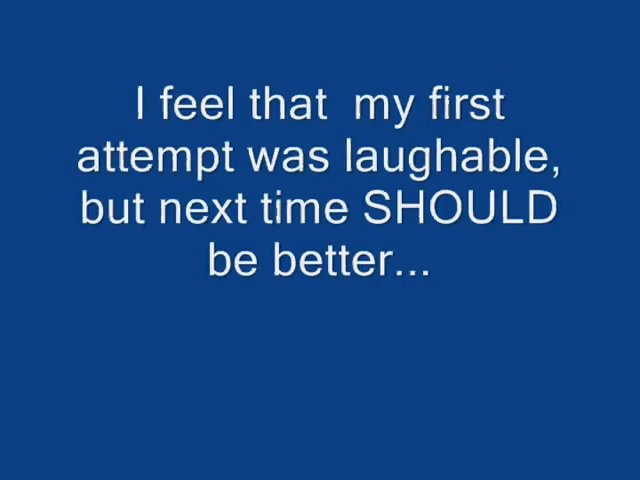 I feel that  my first
attempt was laughable,
but next time SHOULD
be better...